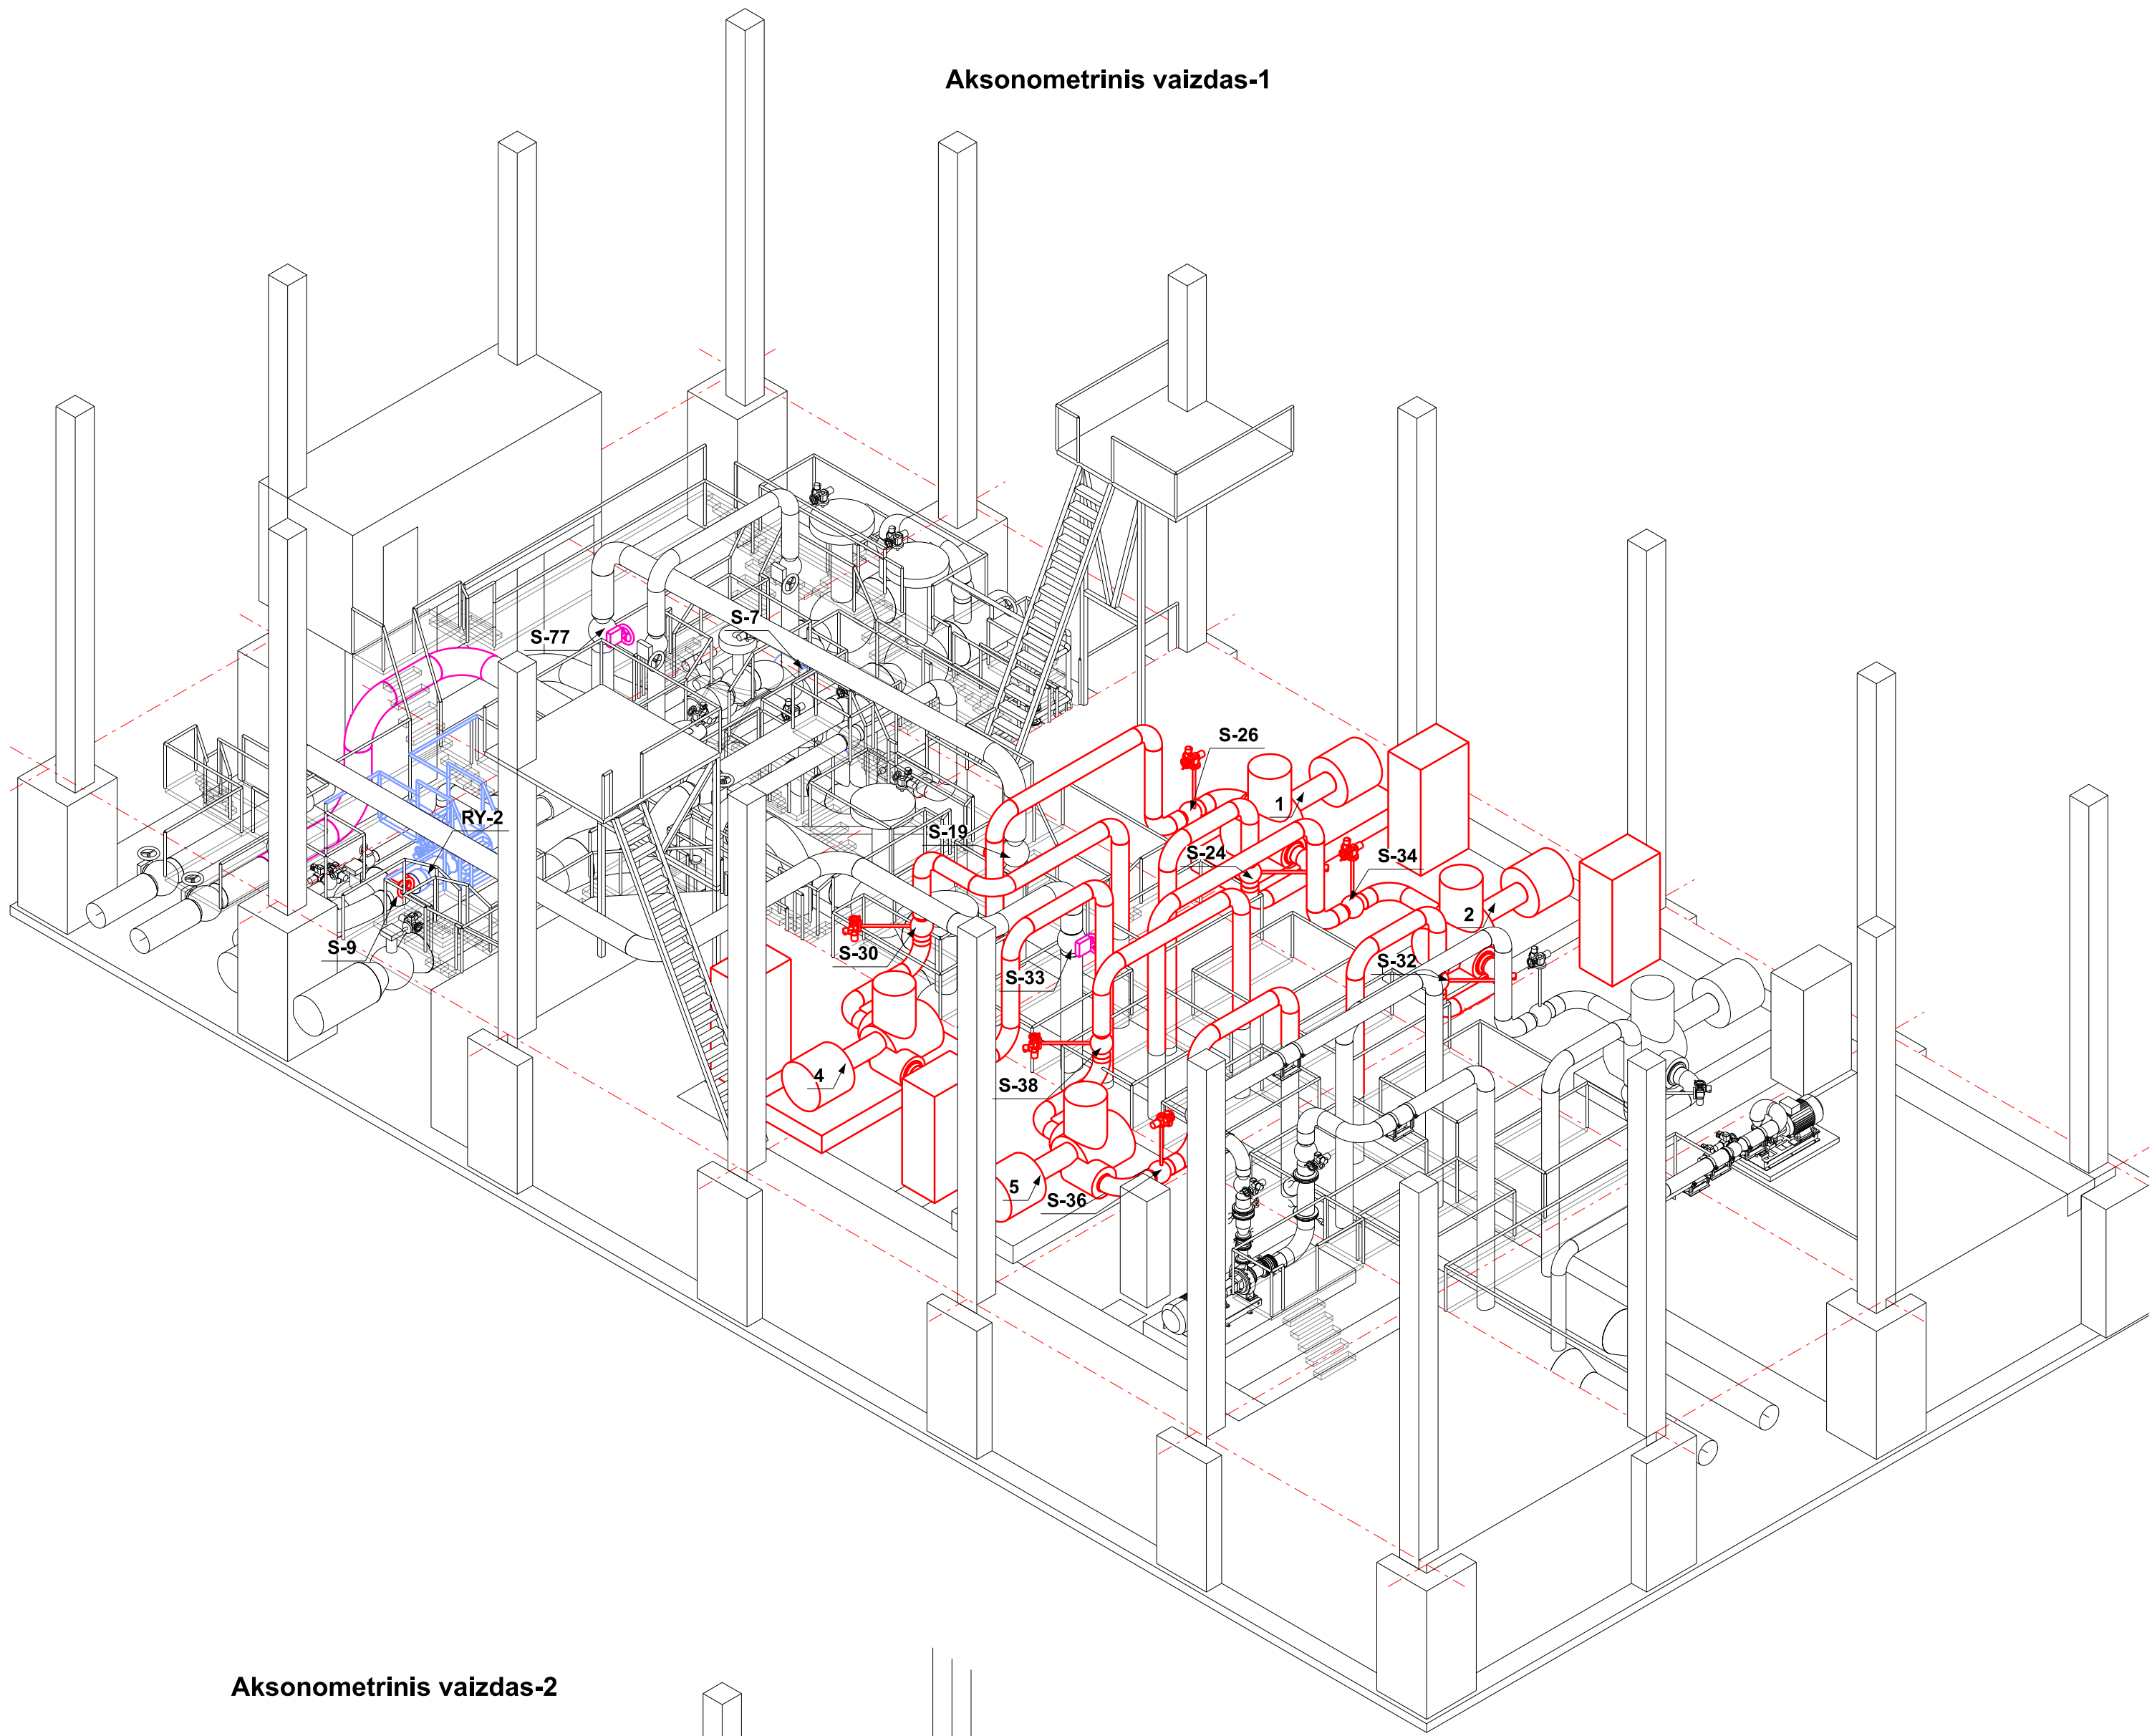 Aksonometrinis vaizdas-1
S-7
S-77
S-26
1
RY-2
S-19
S-24
S-34
2
S-9
S-30
S-33
S-32
4
S-38
5
S-36
Aksonometrinis vaizdas-2